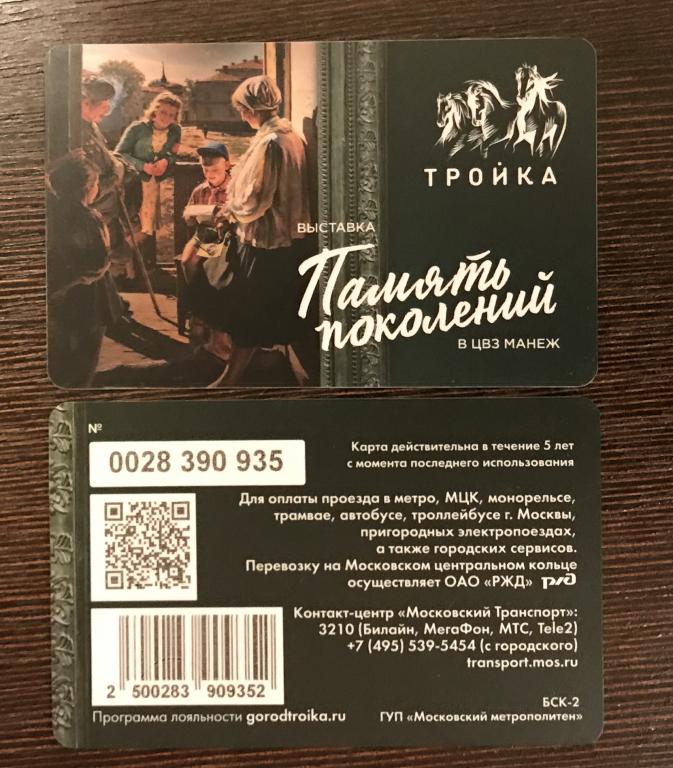 ТРОЙКА
ВЫСТАВКА
Память
поколений
В ЦВЗ МАНЕЖ
№
0028 390 935
Карта действительна в течение 5 лет
с момента последнего использования
Для оплаты проезда в метро, МЦК, монорельсе,
трамвае, автобусе, троллейбусе г. Москвы,
пригородных электропоездах,
а также городских сервисов.
Перевозку на Московском центральном кольце
осуществляет ОАО «РЖД» ржд
Контакт-центр «Московский Транспорт»:
3210 (Билайн, МегаФон, МТС, Tele2)
+7 (495) 539-5454 (с городского)
transport.mos.ru
2 500283 909352
Программа лояльности gorodtroika.ru
БСК-2
ГУП «Московский метрополитен»